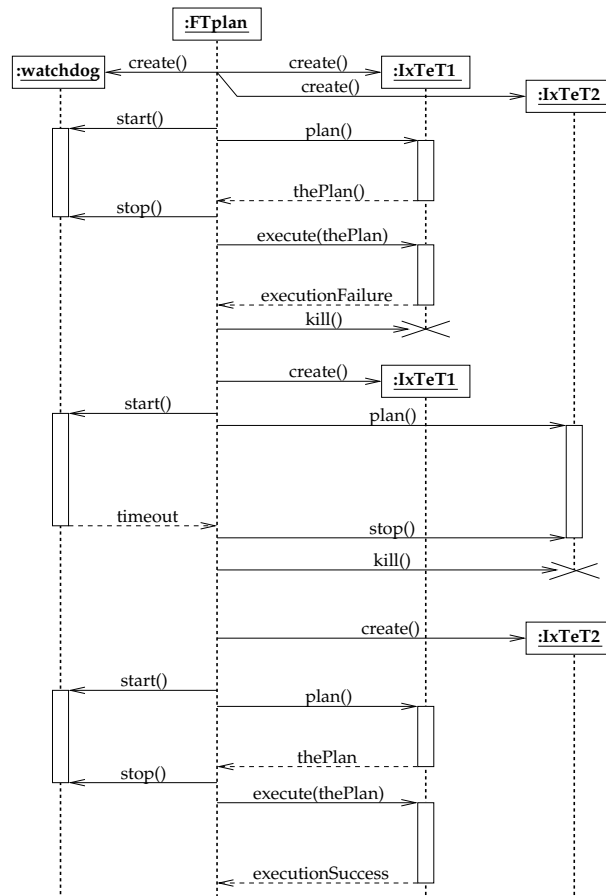 :FTplan
:watchdog
create()
create()
:IxTeT1
create()
:IxTeT2
start()
plan()
thePlan()
stop()
execute(thePlan)
executionFailure
kill()
create()
:IxTeT1
start()
plan()
timeout
stop()
kill()
create()
:IxTeT2
start()
plan()
thePlan
stop()
execute(thePlan)
executionSuccess